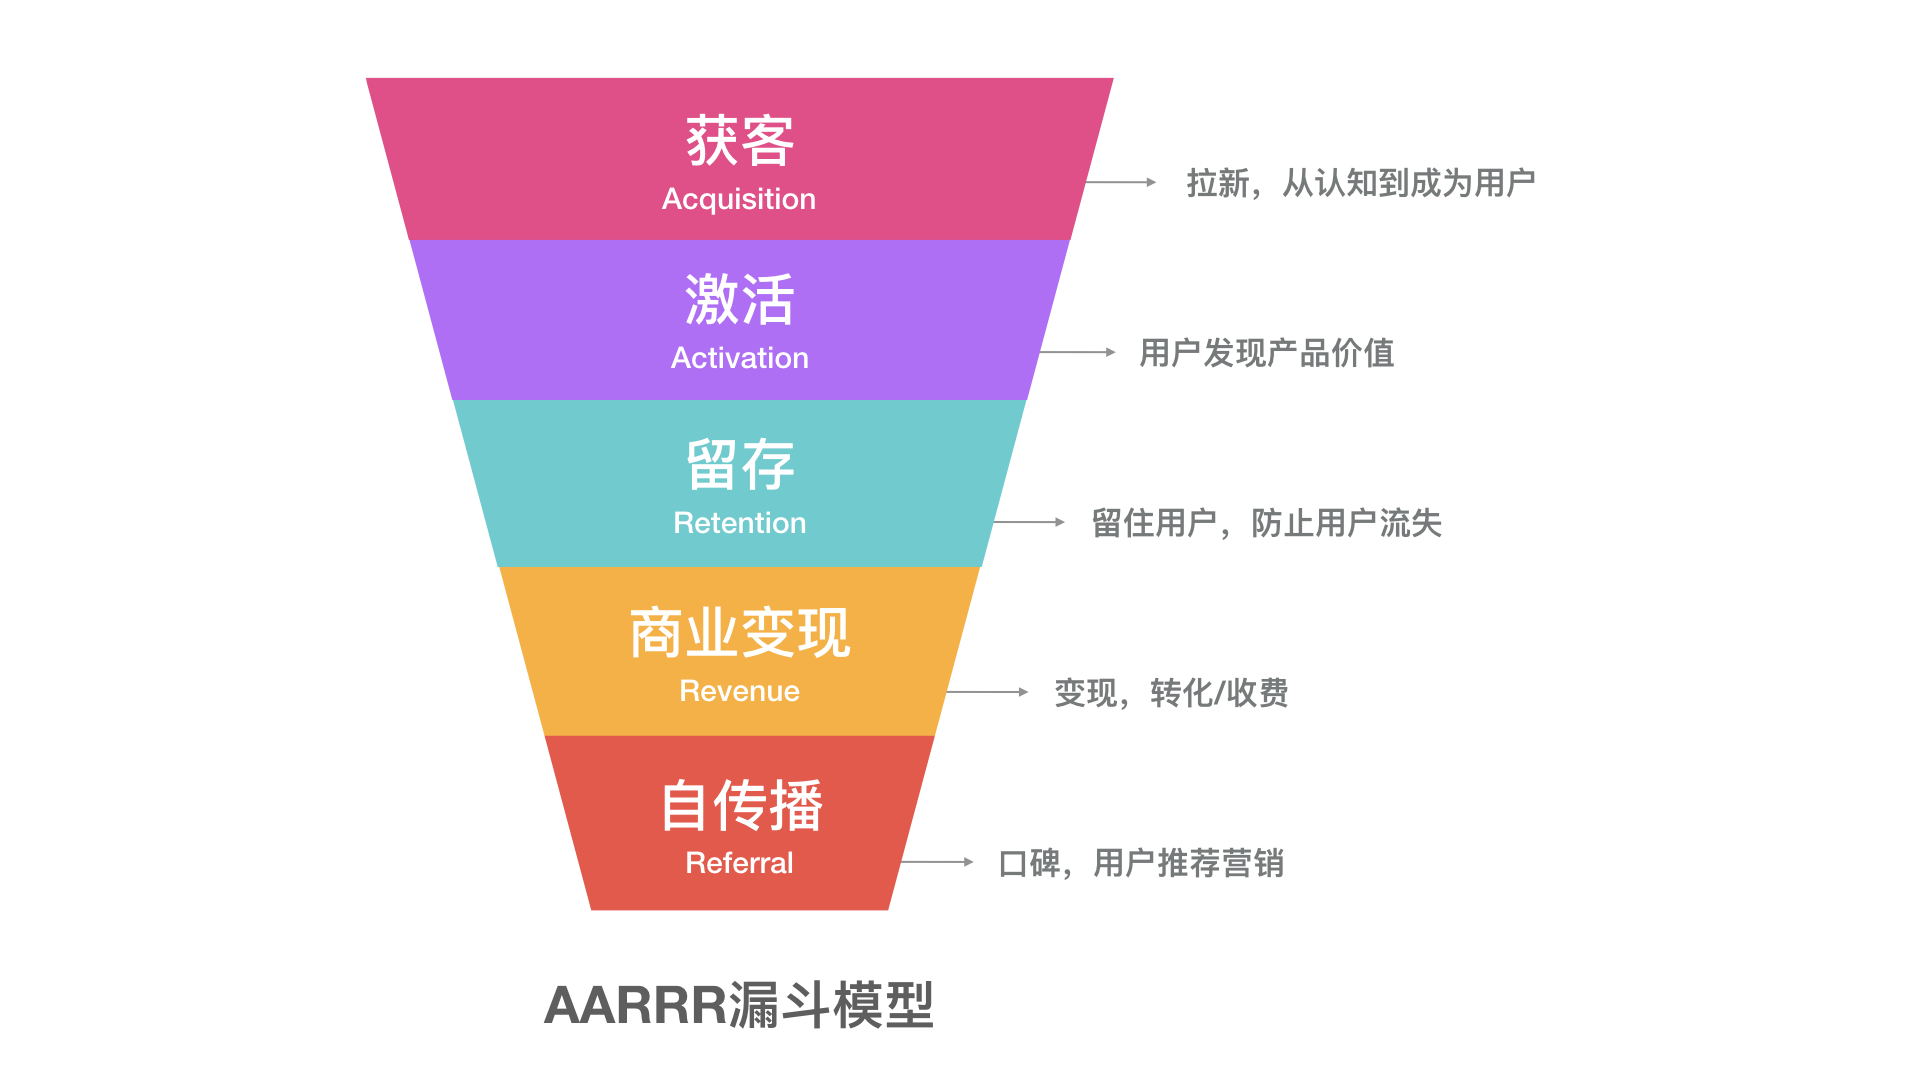 获客
Acquisition
拉新，从认知到成为用户
激活
Activation
用户发现产品价值
留存
Retention
留住用户，防止用户流失
商业变现
Revenue
变现，转化/收费
自传播
Referral
口碑，用户推荐营销
AARRR漏斗模型